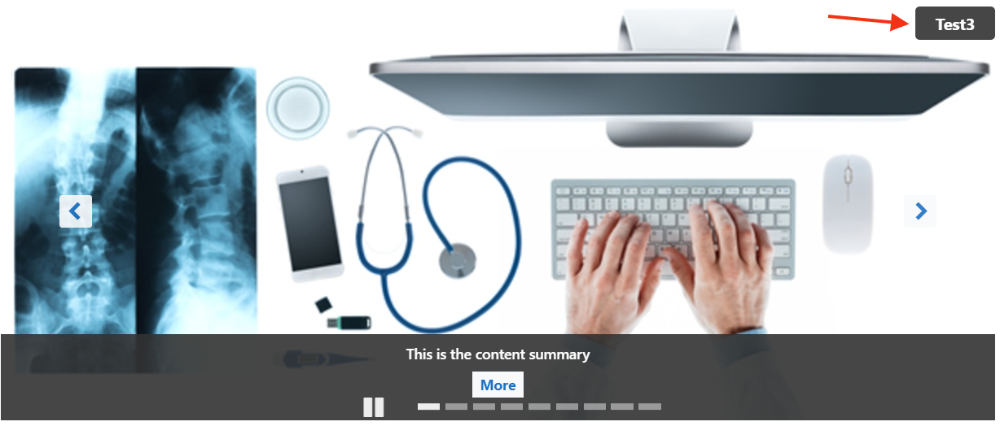 Test3
This is the content summary
More